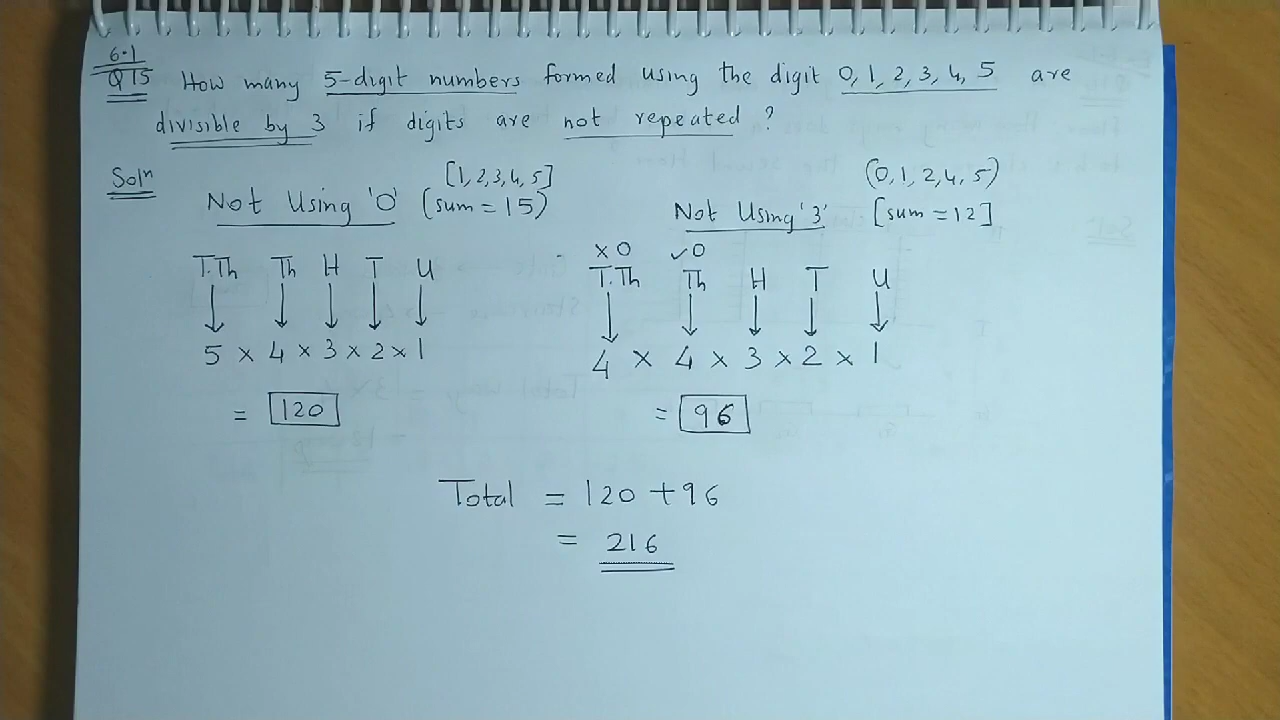 6.1
Q 15 How many 5-digit numbers formed using the digit 0, 1, 2, 3, 4, 5 are
divisible by 3 if digits are not repeated ?
Solⁿ
[1, 2, 3, 4, 5]
Not Using '0' (sum = 15)
T.Th Th H T U
5 × 4 × 3 × 2 × 1
= 120
(0, 1, 2, 4, 5)
Not Using '3' [sum = 12]
× 0 ✓ 0
T.Th Th H T U
4 × 4 × 3 × 2 × 1
= 96
Total = 120 + 96
= 216